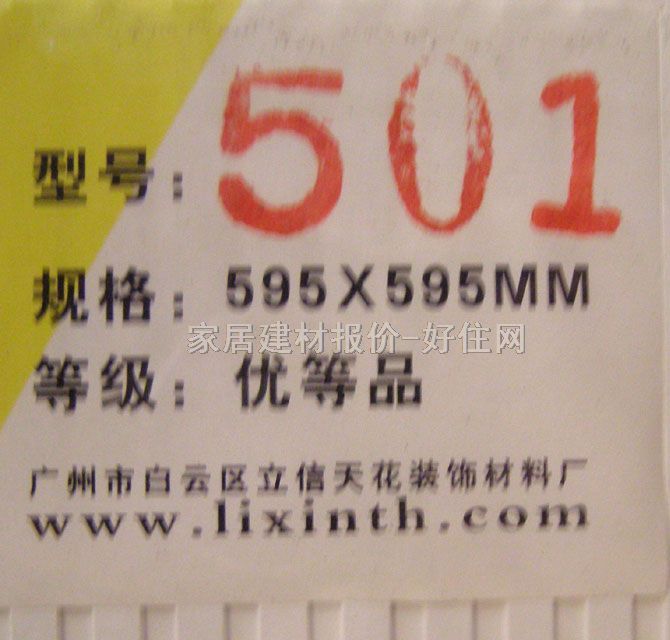 型号: 501
规格: 595X595MM
家居建材报价-好住网
等级: 优等品
广州市白云区立信天花装饰材料厂
www.lixinth.com